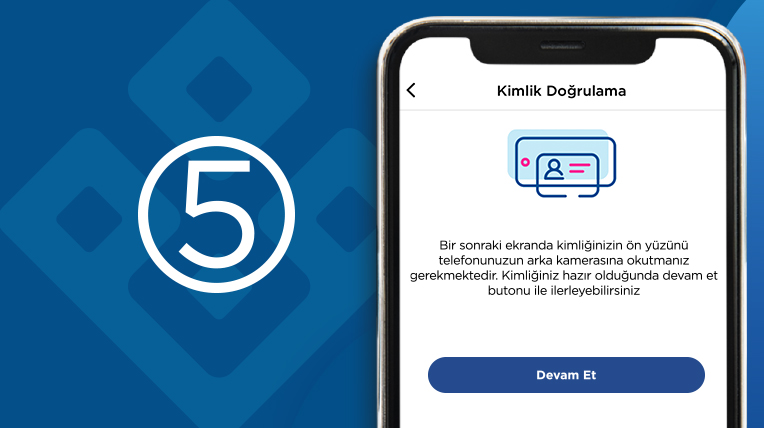 5
Kimlik Doğrulama
Bir sonraki ekranda kimliğinizin ön yüzünü
telefonunuzun arka kamerasına okutmanız
gerekmektedir. Kimliğiniz hazır olduğunda devam et
butonu ile ilerleyebilirsiniz
Devam Et